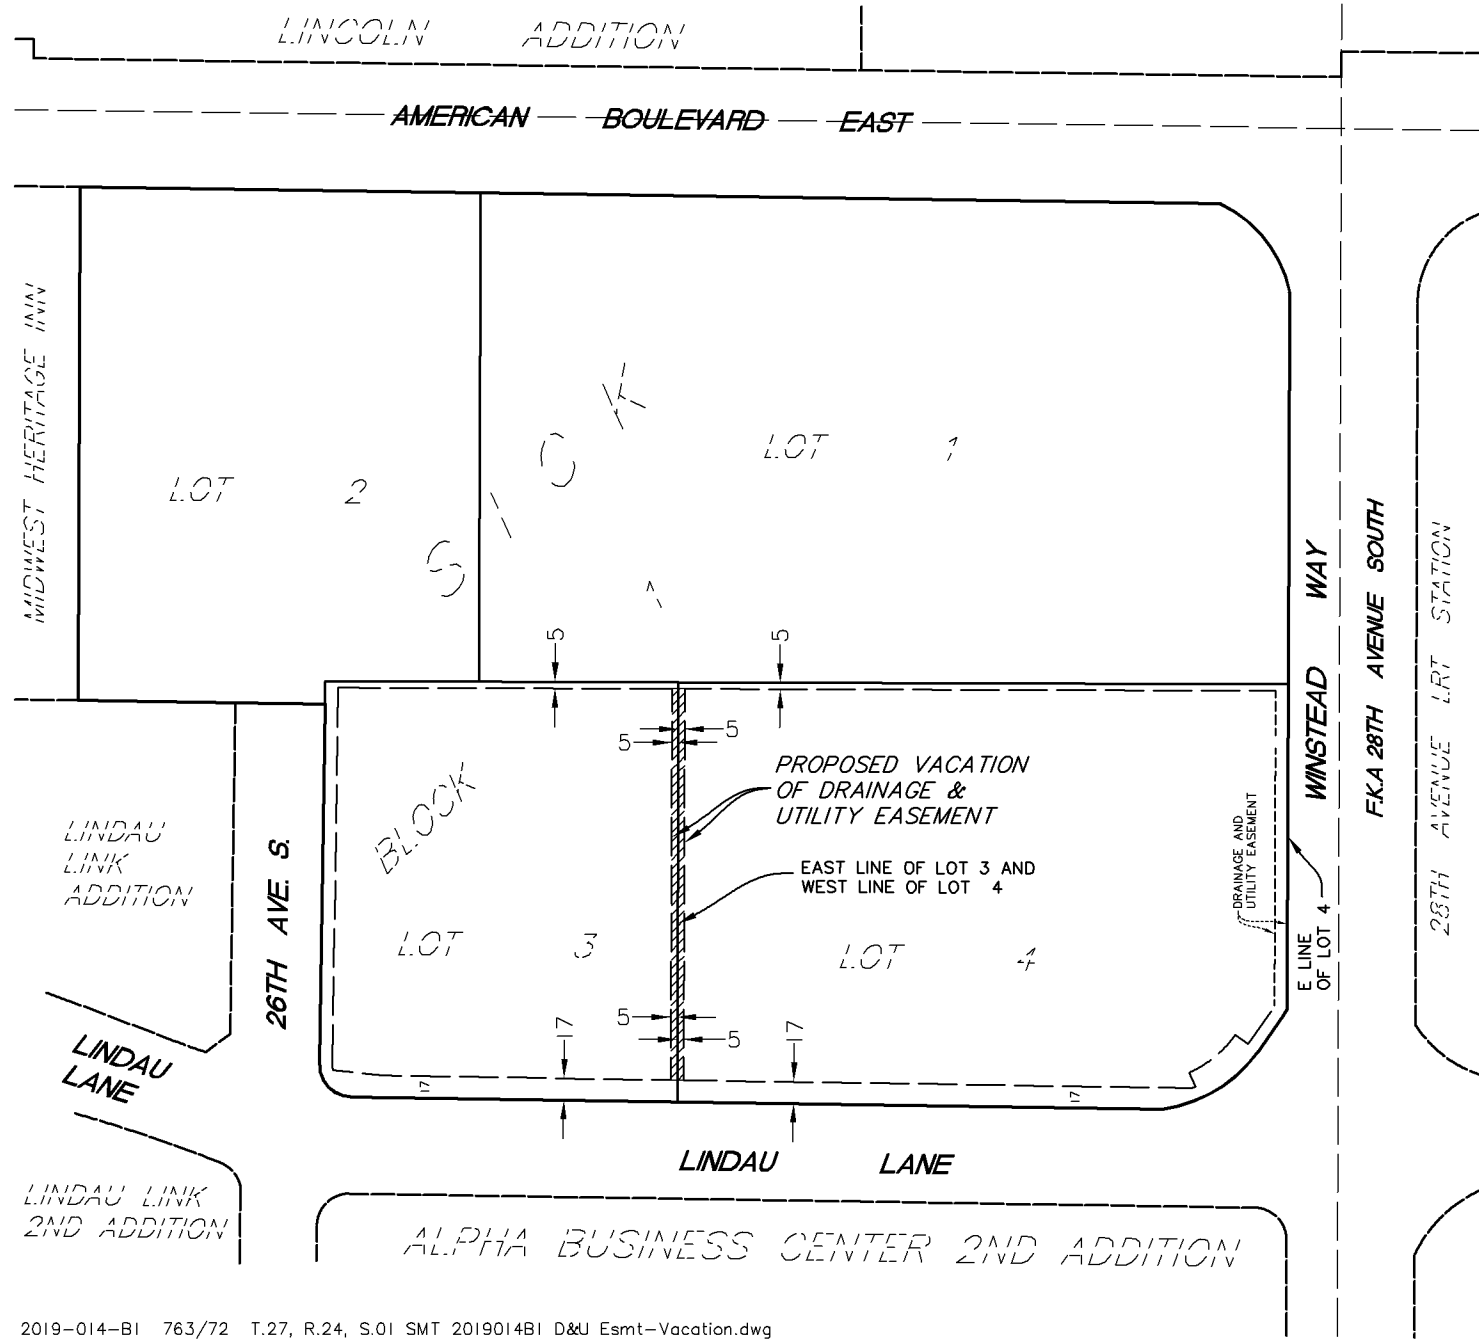 LINCOLN ADDITION
AMERICAN BOULEVARD EAST
MIDWEST HERITAGE INN
LOT 2
LOT 1
SICK
5
5
5
5
PROPOSED VACATION
OF DRAINAGE &
UTILITY EASEMENT
EAST LINE OF LOT 3 AND
WEST LINE OF LOT 4
BLOCK
LOT 3
LOT 4
5
5
17
17
17
17
DRAINAGE AND
UTILITY EASEMENT
E LINE
OF LOT 4
WINSTEAD WAY
F.K.A 28TH AVENUE SOUTH
28TH AVENUE LRT STATION
LINDAU
LINK
ADDITION
26TH AVE. S.
LINDAU
LANE
LINDAU LANE
LINDAU LINK
2ND ADDITION
ALPHA BUSINESS CENTER 2ND ADDITION
2019-014-B1 763/72 T.27, R.24, S.01 SMT 2019014B1 D&U Esmt-Vacation.dwg